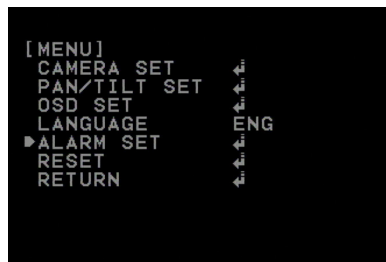 [MENU]
CAMERA SET ↲
PAN/TILT SET ↲
OSD SET ↲
LANGUAGE ENG
ALARM SET ↲
RESET ↲
RETURN ↲